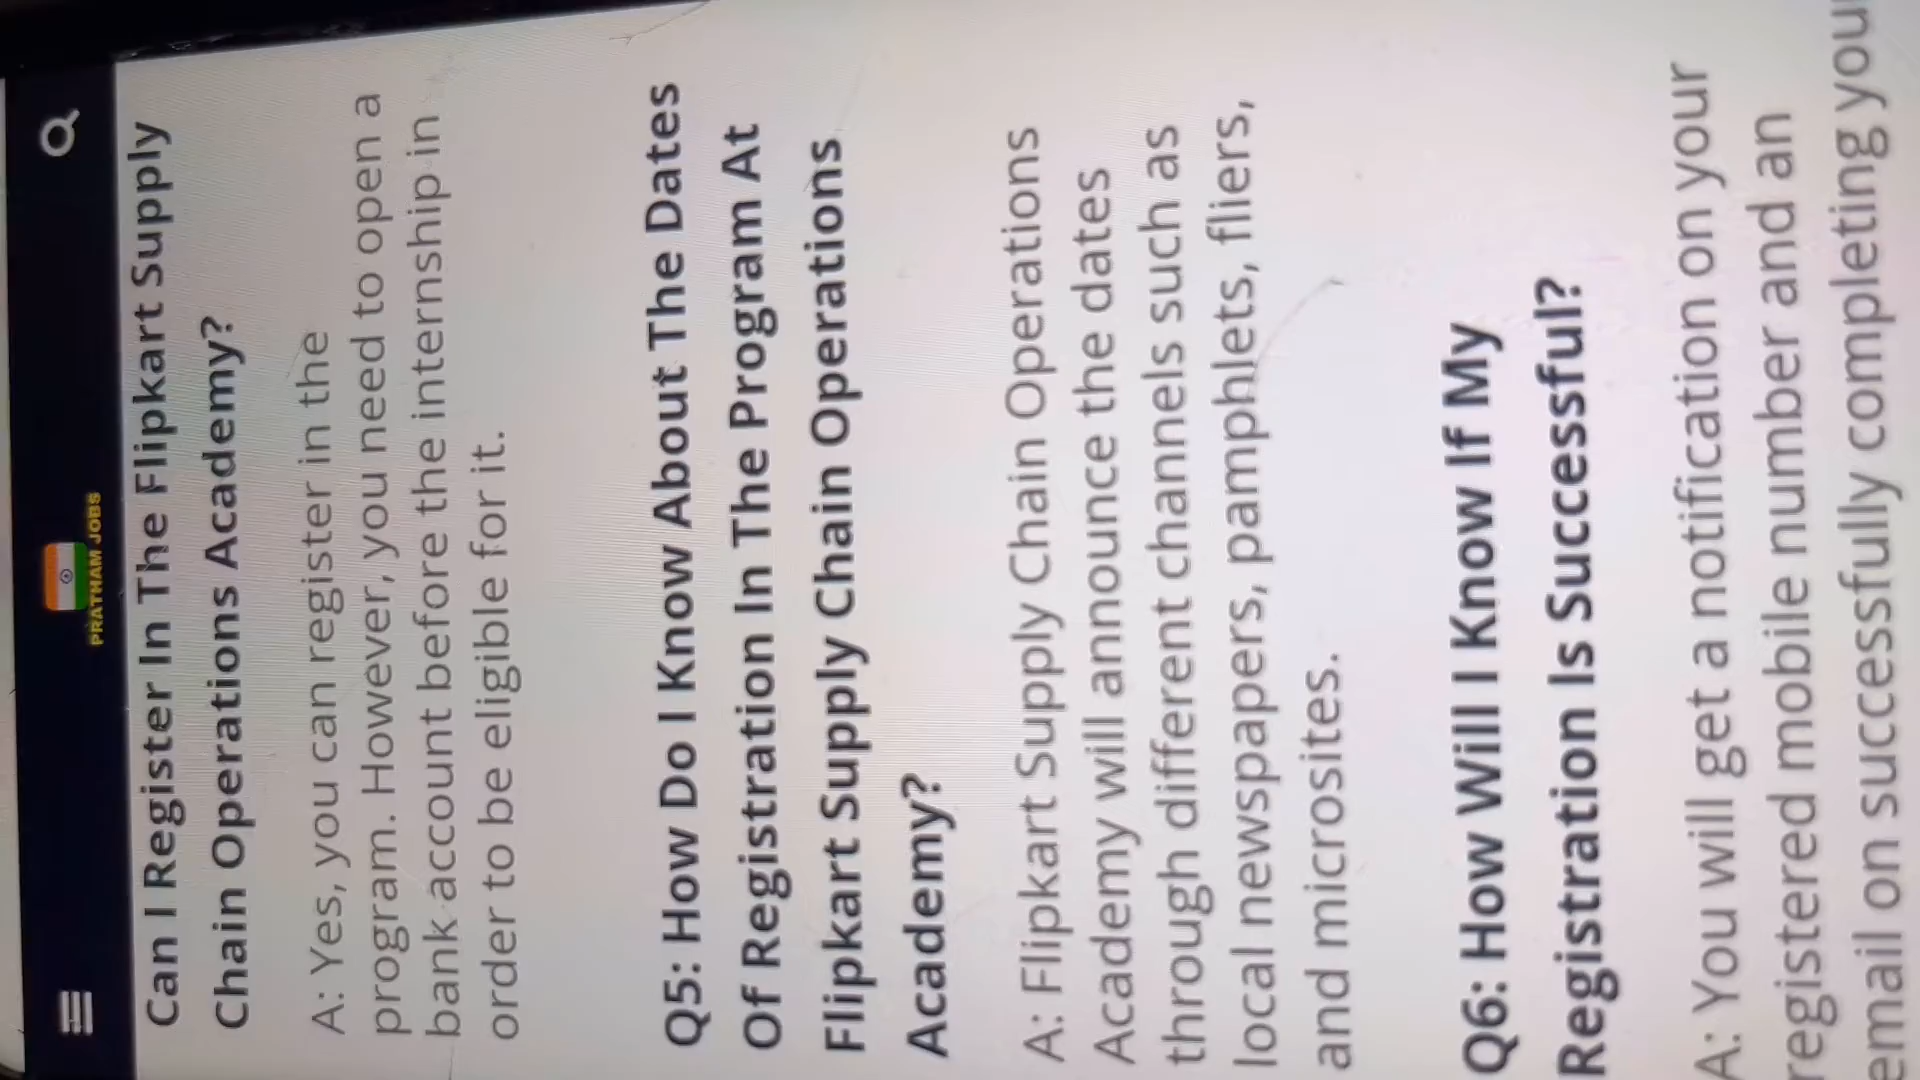 PRATHAM JOBS
Can I Register In The Flipkart Supply
Chain Operations Academy?
A: Yes, you can register in the
program. However, you need to open a
bank account before the internship in
order to be eligible for it.
Q5: How Do I Know About The Dates
Of Registration In The Program At
Flipkart Supply Chain Operations
Academy?
A: Flipkart Supply Chain Operations
Academy will announce the dates
through different channels such as
local newspapers, pamphlets, fliers,
and microsites.
Q6: How Will I Know If My
Registration Is Successful?
A: You will get a notification on your
registered mobile number and an
email on successfully completing you